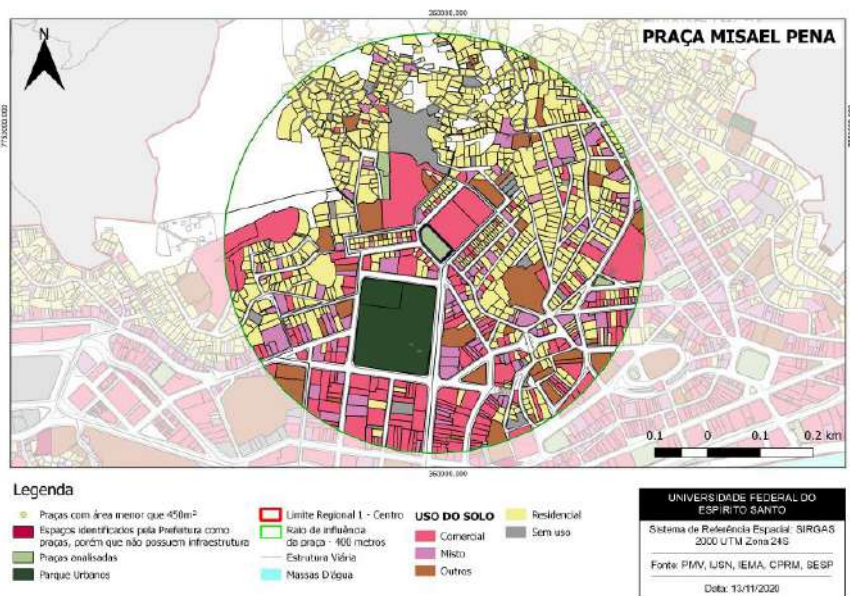 360000,000
PRAÇA MISAEL PENA
N
0.1 0 0.1 0.2 km
360000,000
Legenda
Praças com área menor que 450m²
Espaços identificados pela Prefeitura como
praças, porém que não possuem infraestrutura
Praças analisadas
Parque Urbanos
Limite Regional 1 - Centro
Raio de influência
da praça - 400 metros
Estrutura Viária
Massas D'água
USO DO SOLO
Comercial
Misto
Outros
Residencial
Sem uso
UNIVERSIDADE FEDERAL DO
ESPÍRITO SANTO
Sistema de Referência Espacial: SIRGAS
2000 UTM Zona 24S
Fonte: PMV, IJSN, IEMA, CPRM, SESP
Data: 13/11/2020